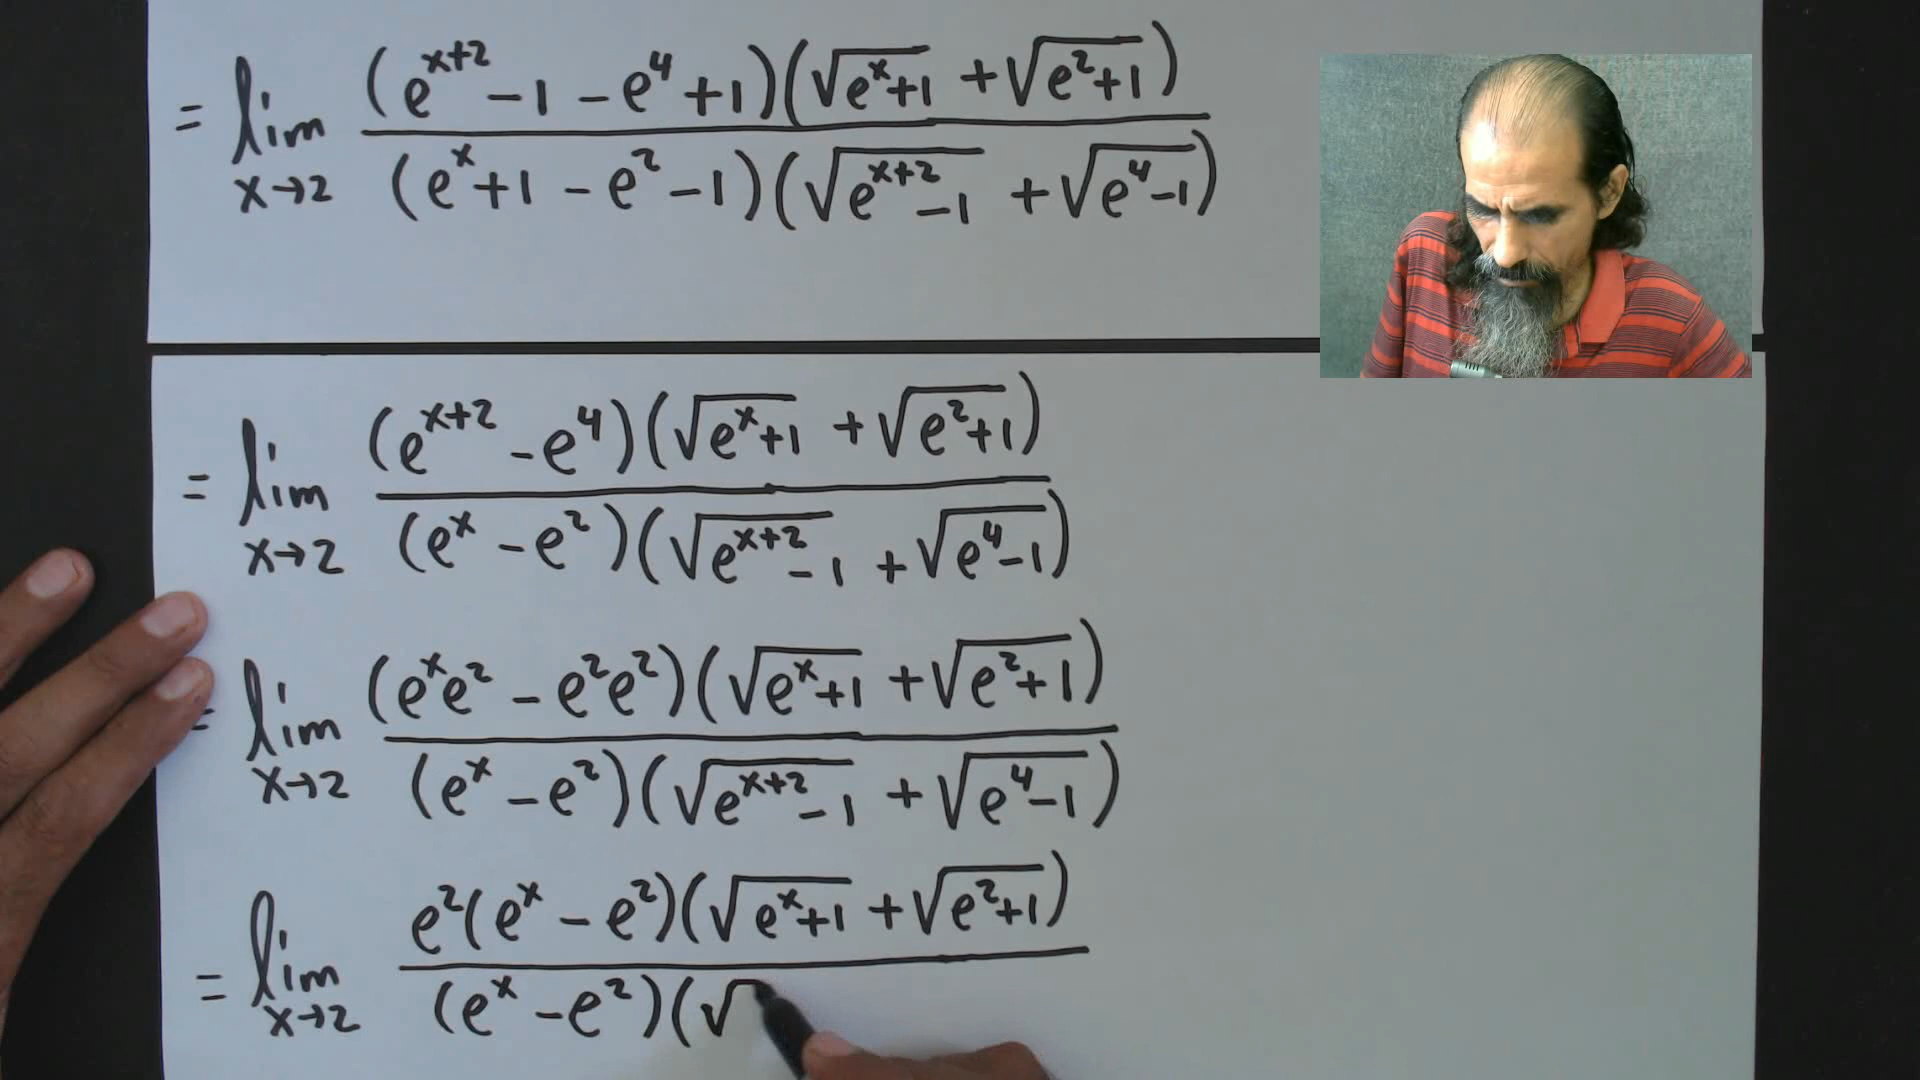 = lim x→2 (e^{x+2} - 1 - e^4 + 1)(√(e^x+1) + √(e^2+1)) / (e^x + 1 - e^2 - 1)(√(e^{x+2} - 1) + √(e^4-1))
= lim x→2 (e^{x+2} - e^4)(√(e^x+1) + √(e^2+1)) / (e^x - e^2)(√(e^{x+2} - 1) + √(e^4-1))
= lim x→2 (e^x e^2 - e^2 e^2)(√(e^x+1) + √(e^2+1)) / (e^x - e^2)(√(e^{x+2} - 1) + √(e^4-1))
= lim x→2 e^2(e^x - e^2)(√(e^x+1) + √(e^2+1)) / (e^x - e^2)(√